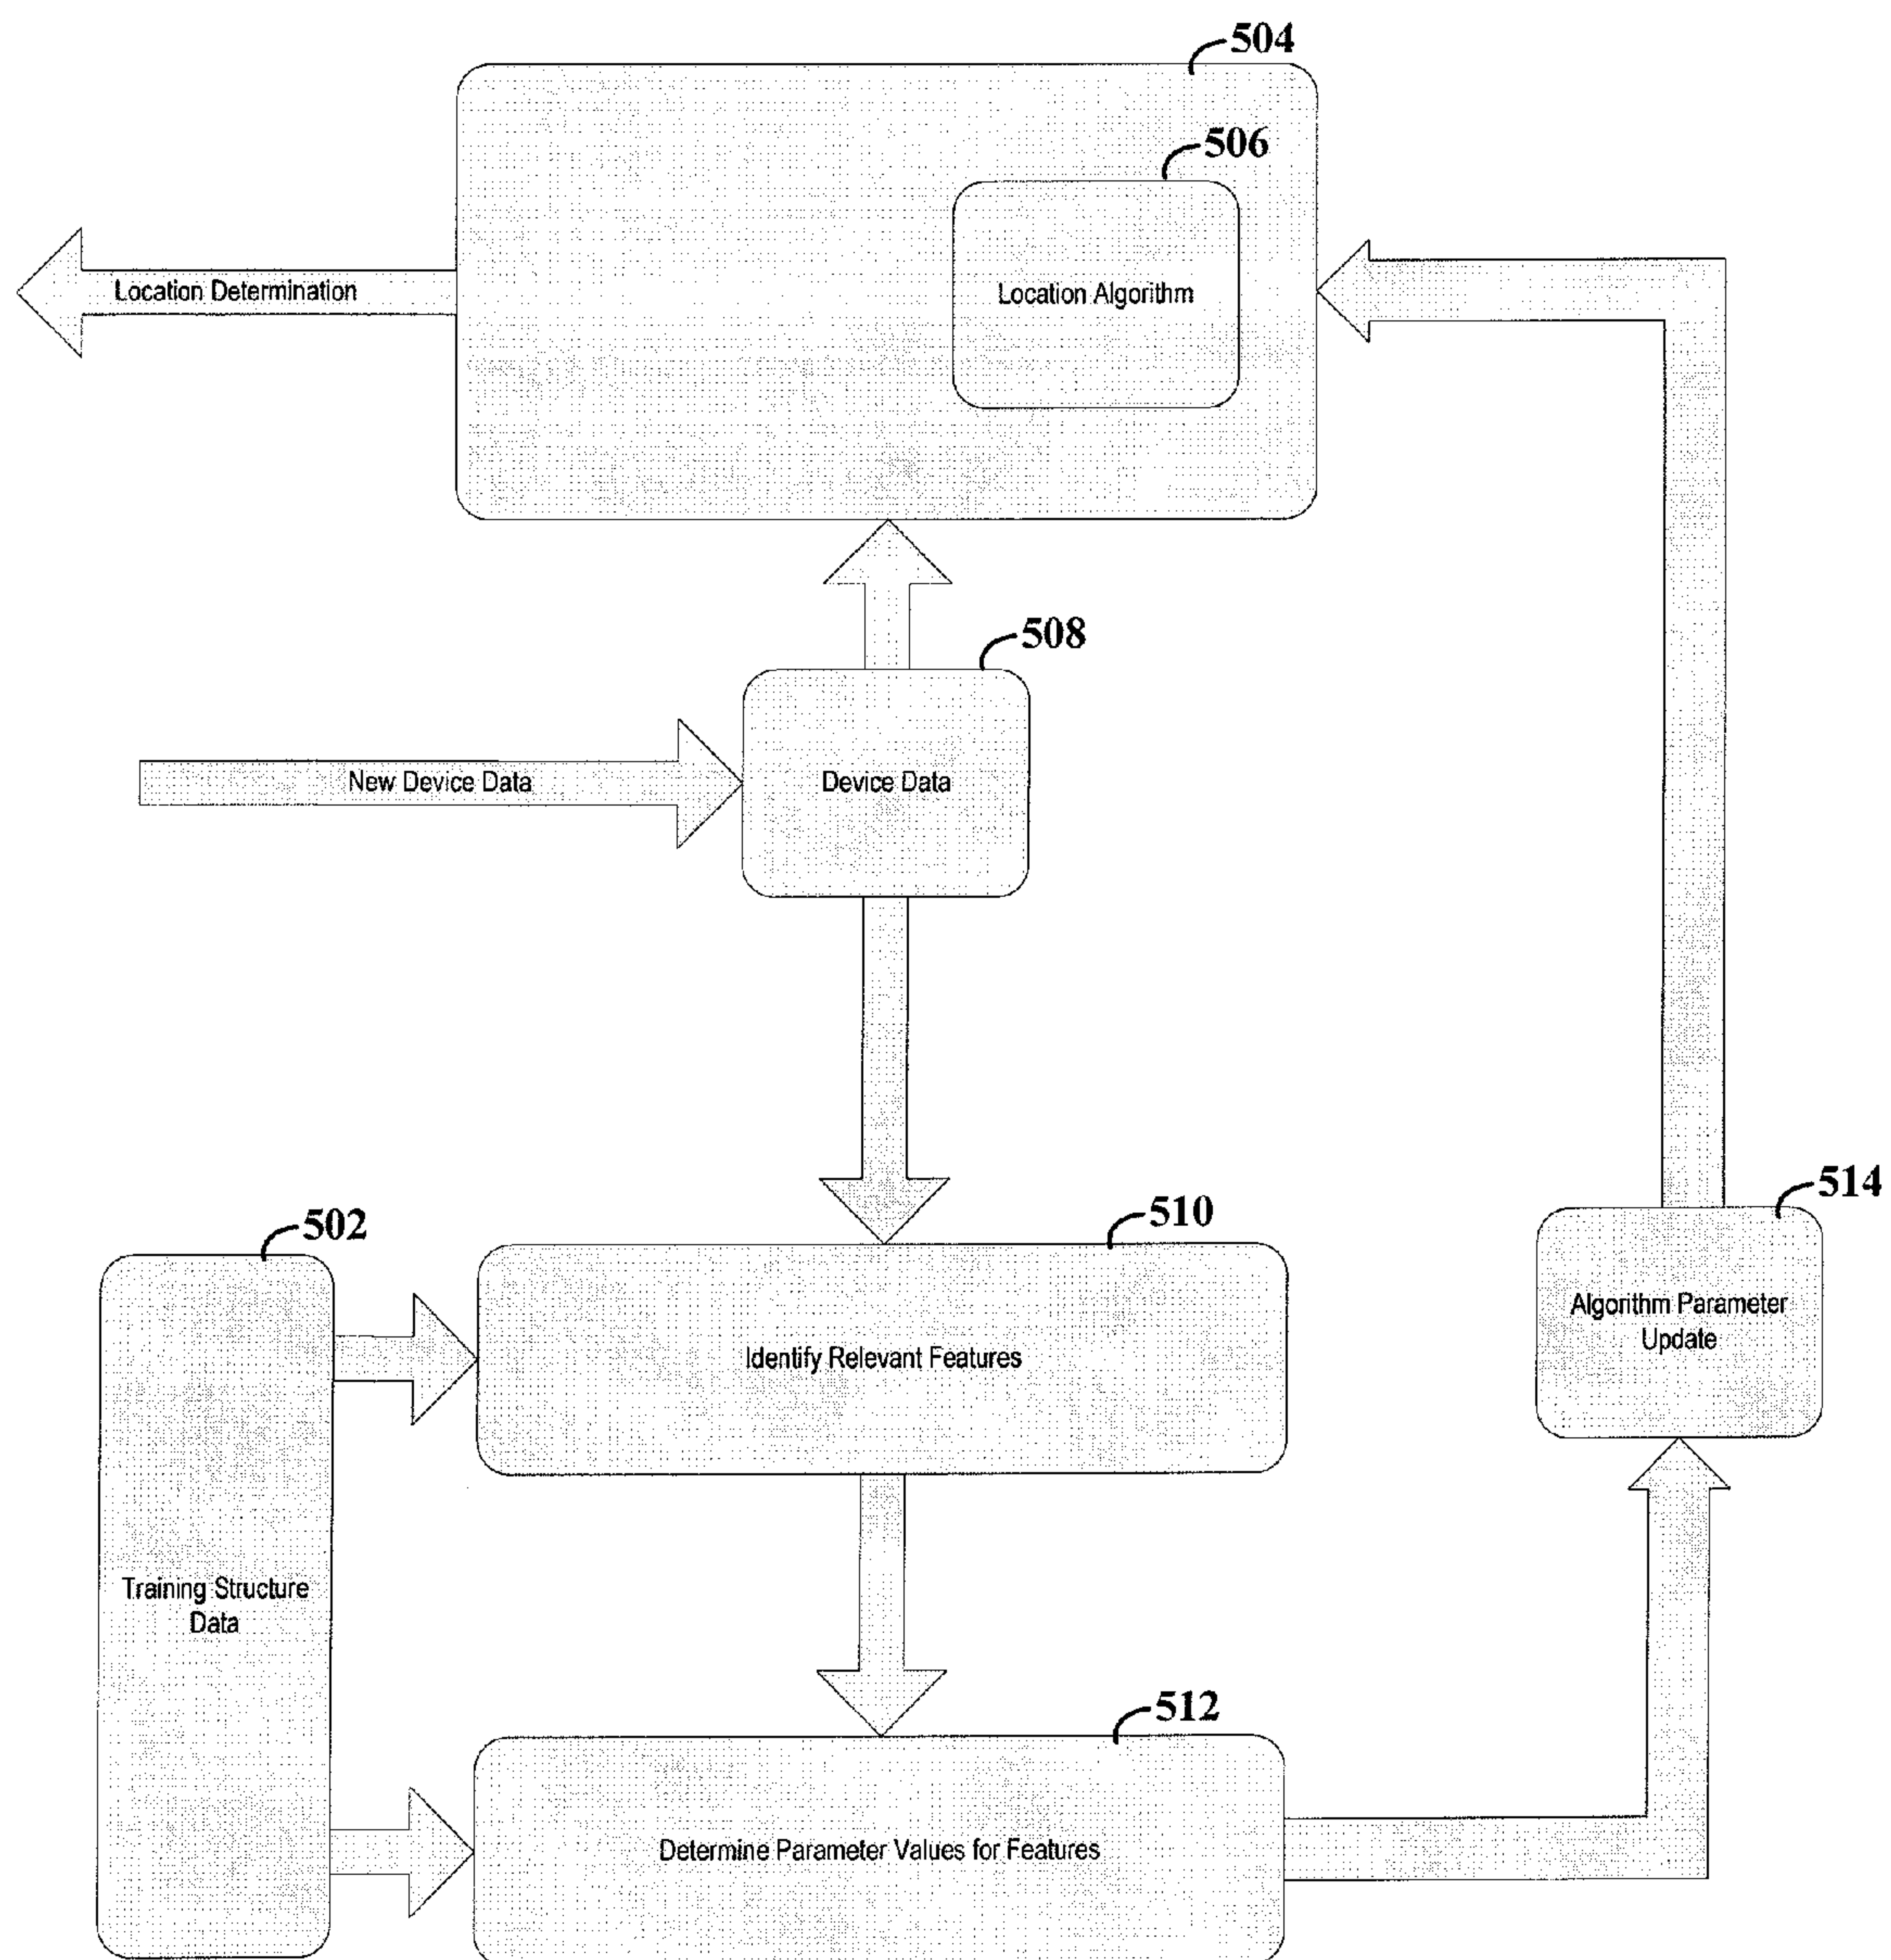 504
506
Location Determination
Location Algorithm
508
New Device Data
Device Data
502
510
514
Identify Relevant Features
Algorithm Parameter
Update
Training Structure
Data
512
Determine Parameter Values for Features